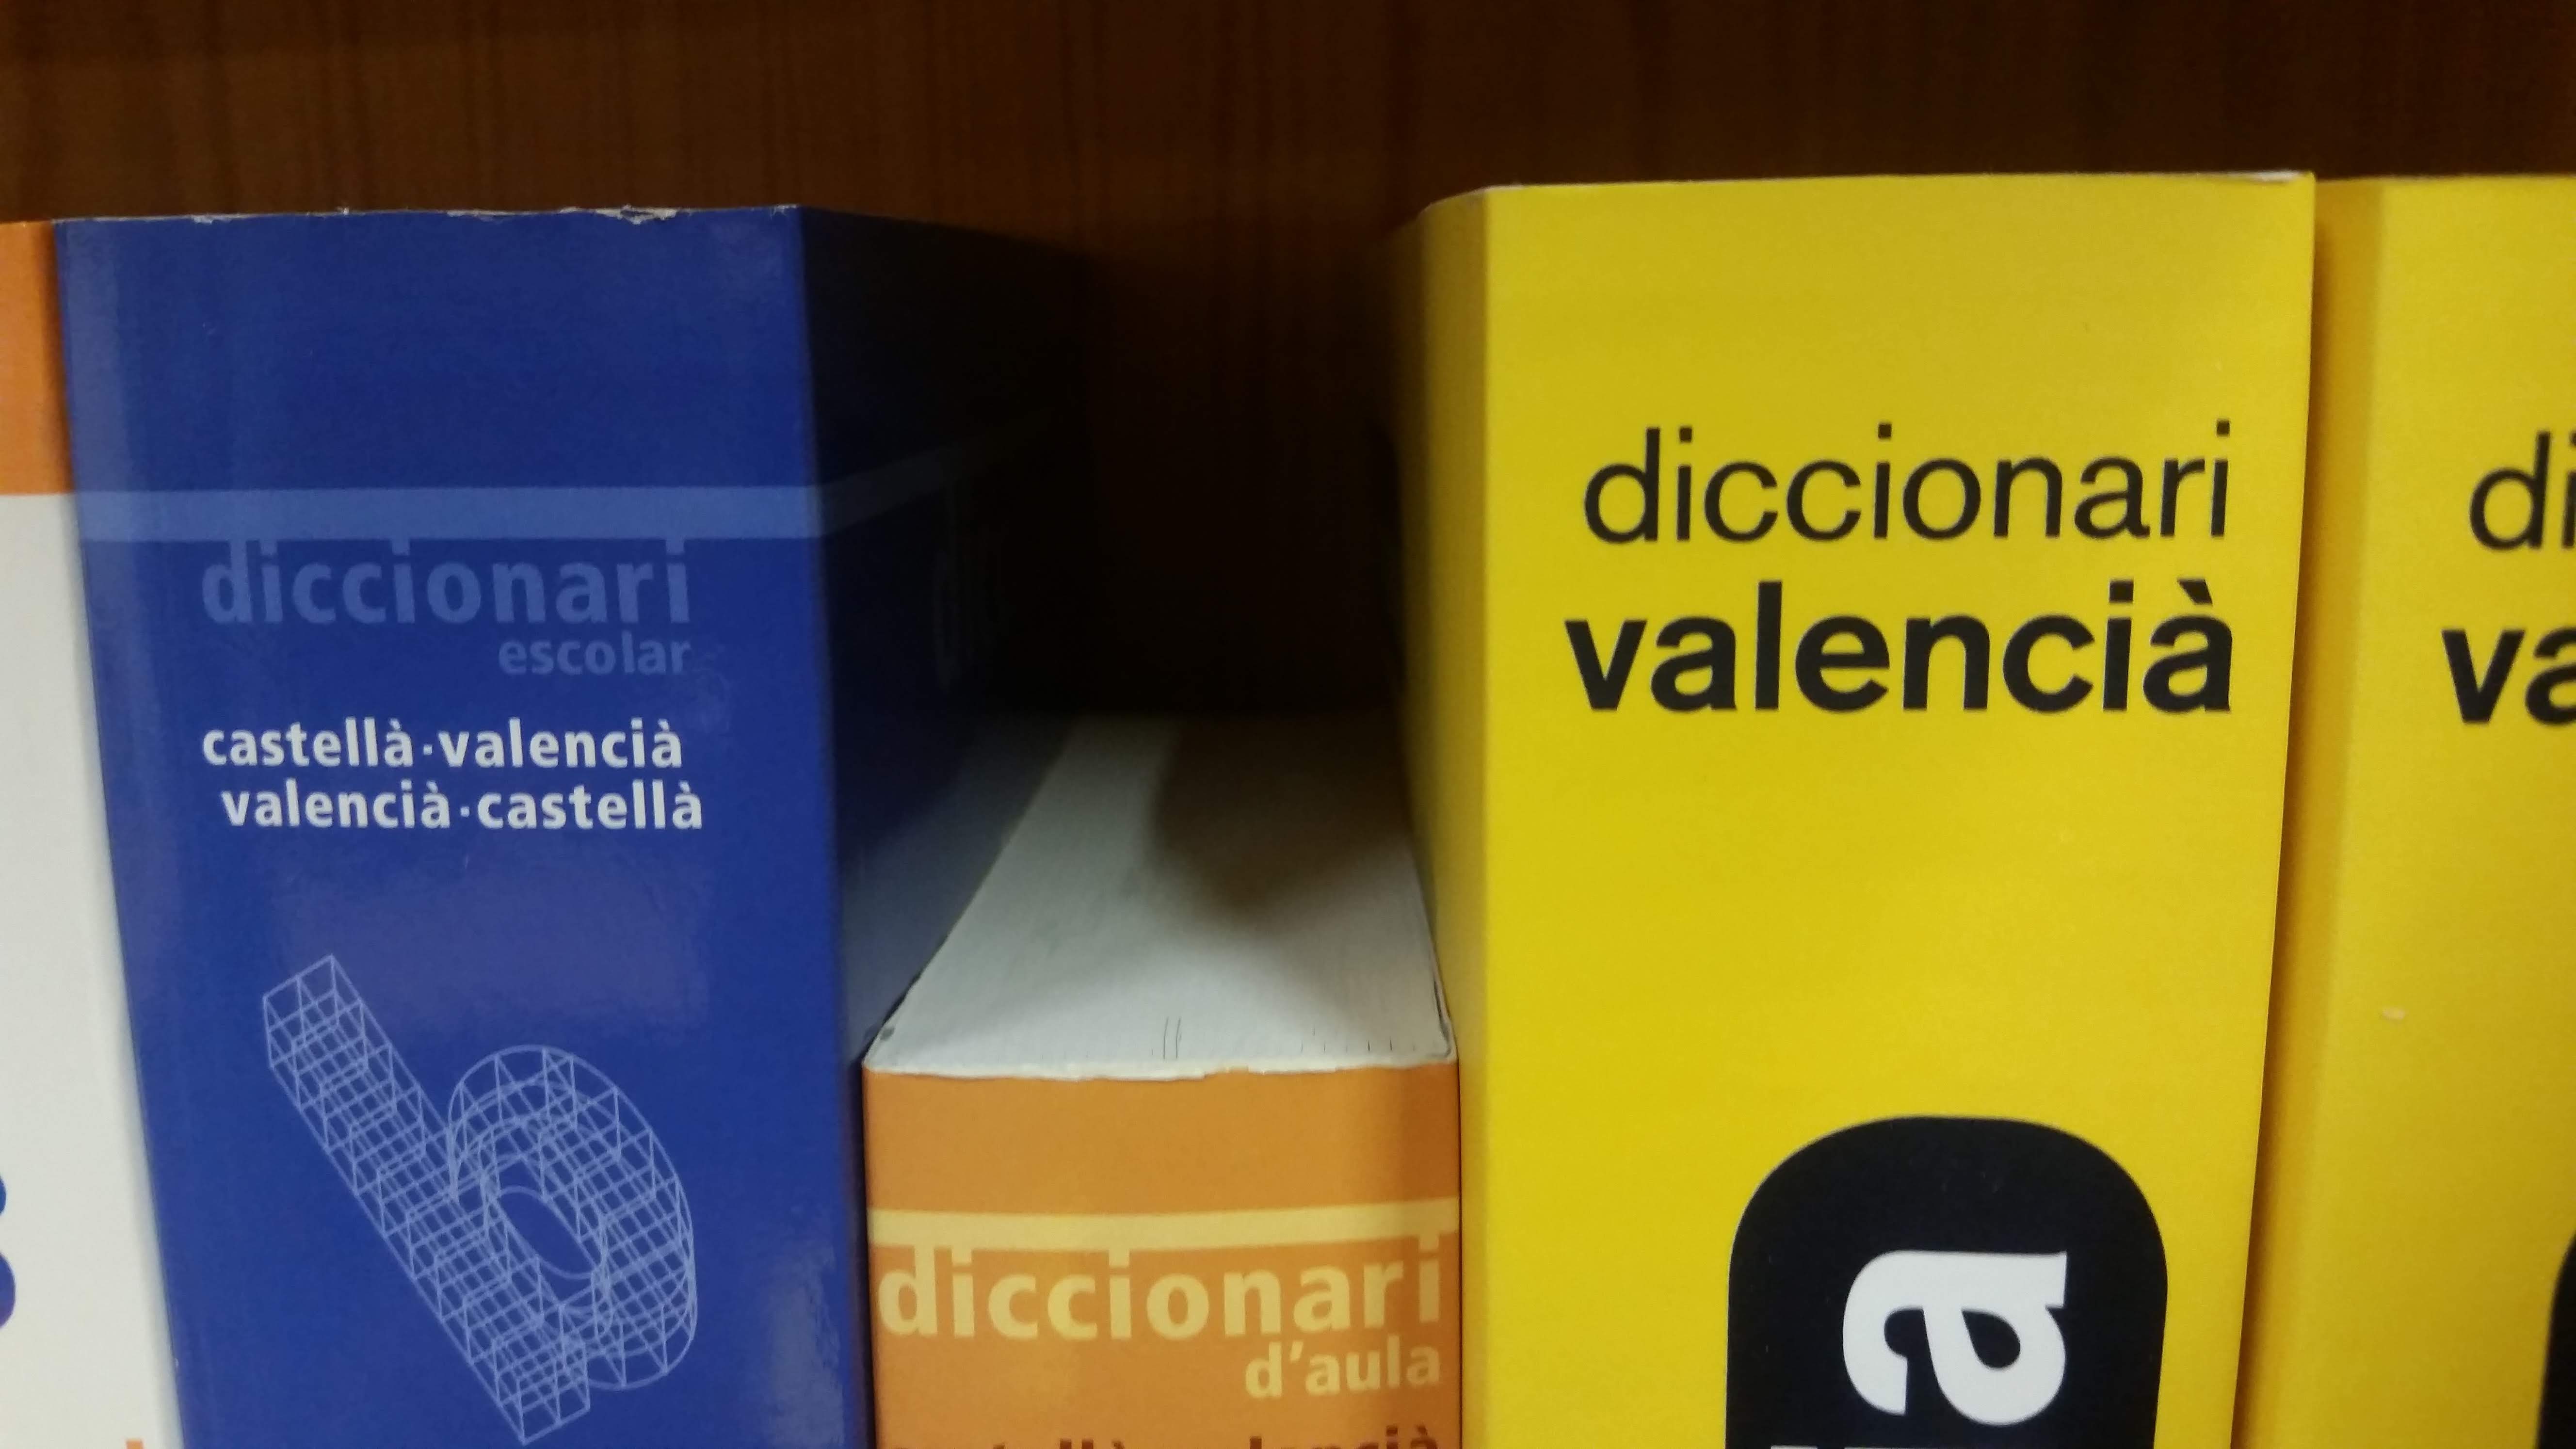 diccionari
escolar
castellà·valencià
valencià·castellà
diccionari
d'aula
diccionari
valencià